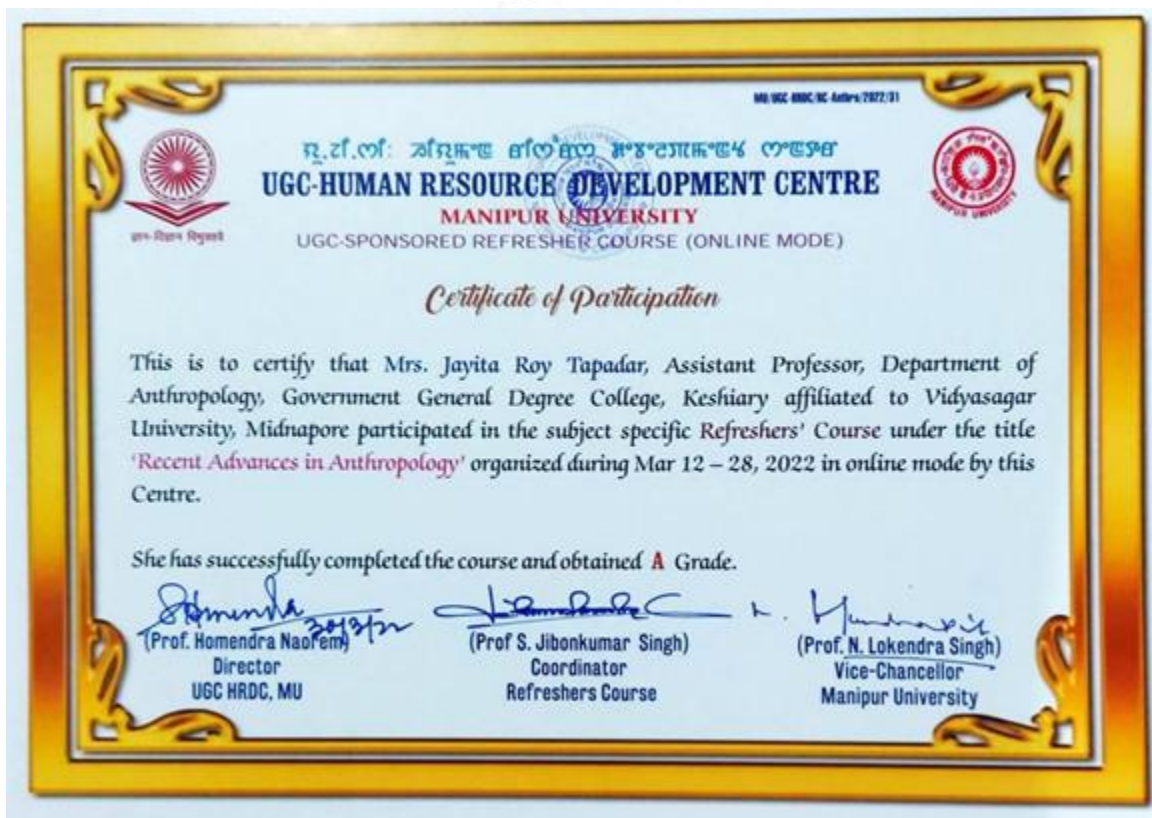 MU/UGC-HRDC/RC-Anthro/2022/31
UGC-HUMAN RESOURCE DEVELOPMENT CENTRE
MANIPUR UNIVERSITY
UGC-SPONSORED REFRESHER COURSE (ONLINE MODE)
ज्ञान-विज्ञान विमुक्तये
MANIPUR UNIVERSITY
Certificate of Participation
This is to certify that Mrs. Jayita Roy Tapadar, Assistant Professor, Department of
Anthropology, Government General Degree College, Keshiary affiliated to Vidyasagar
University, Midnapore participated in the subject specific Refreshers' Course under the title
'Recent Advances in Anthropology' organized during Mar 12 – 28, 2022 in online mode by this
Centre.
She has successfully completed the course and obtained A Grade.
30/3/22
(Prof. Homendra Naorem)
Director
UGC HRDC, MU
(Prof S. Jibonkumar Singh)
Coordinator
Refreshers Course
(Prof. N. Lokendra Singh)
Vice-Chancellor
Manipur University